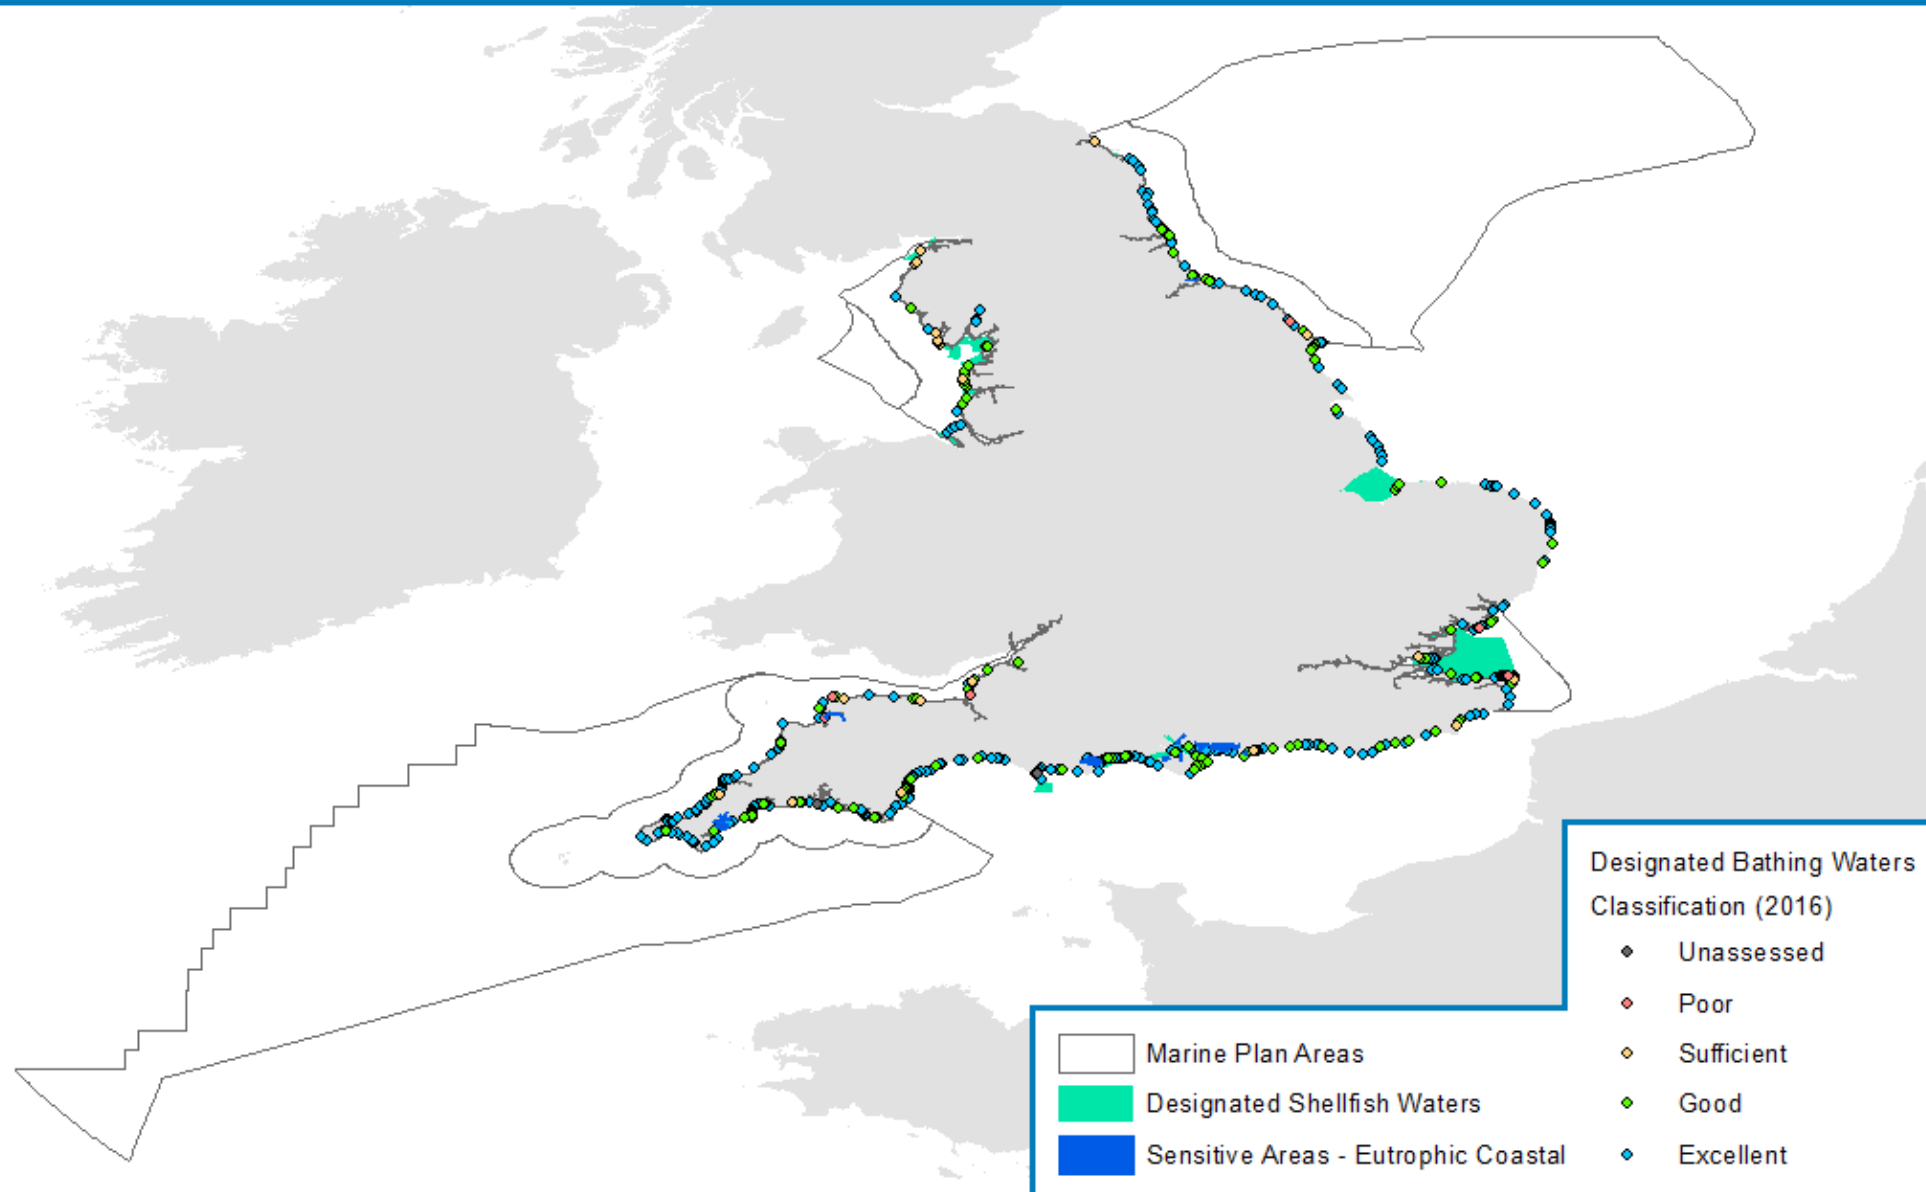 Designated Bathing Waters
Classification (2016)
Unassessed
Poor
Sufficient
Good
Excellent
Marine Plan Areas
Designated Shellfish Waters
Sensitive Areas - Eutrophic Coastal